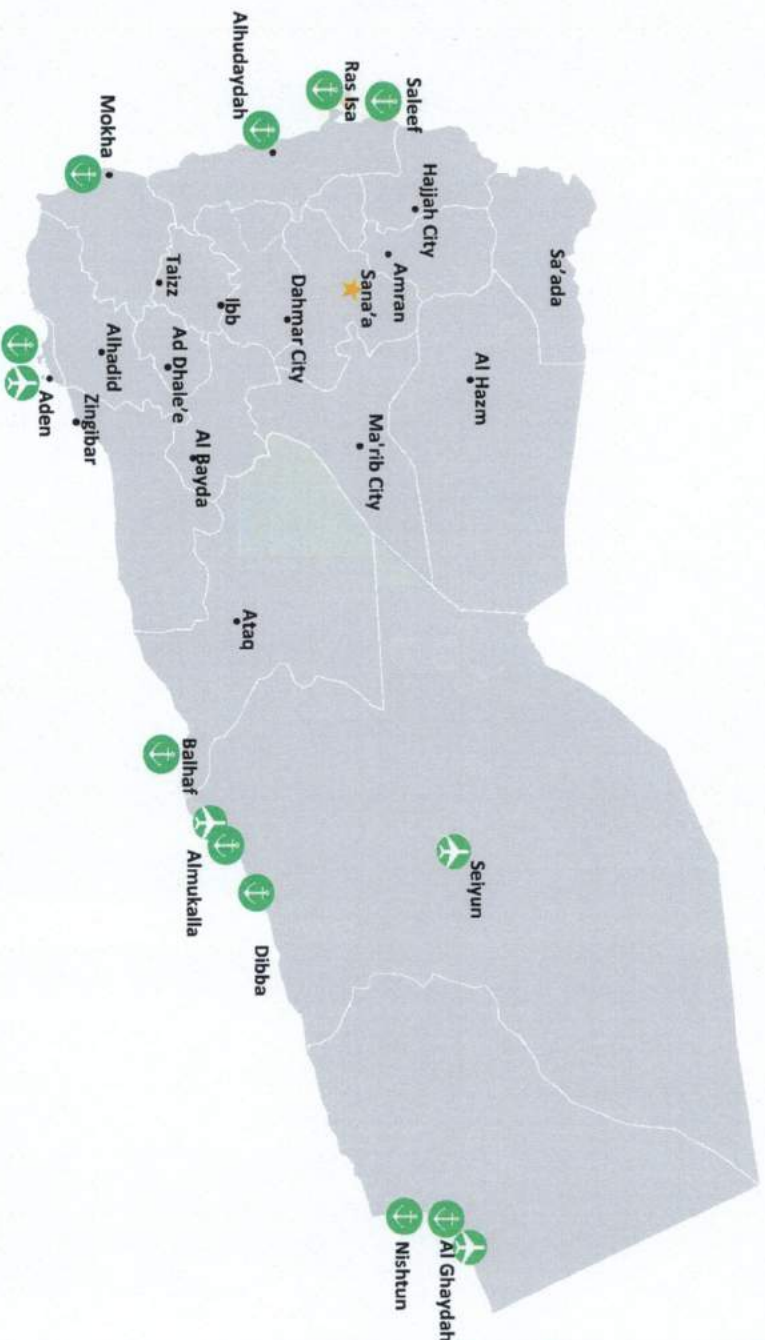 Sa'ada
Saleef
Hajjah City
Al Hazm
Amran
Ras Isa
Sana'a
Ma'rib City
Seiyun
Alhudaydah
Dahmar City
Ibb
Ataq
Al Bayda
Taizz
Ad Dhale'e
Al Ghaydah
Nishtun
Dibba
Almukalla
Balhaf
Mokha
Alhadid
Zingibar
Aden